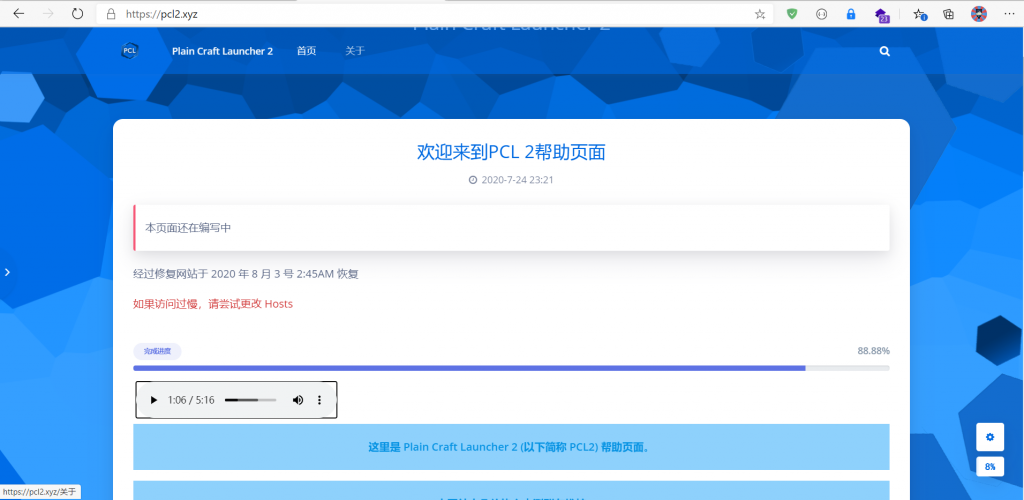 https://pcl2.xyz
23
Plain Craft Launcher 2
PCL
Plain Craft Launcher 2
首页
关于
欢迎来到PCL 2帮助页面
2020-7-24 23:21
本页面还在编写中
经过修复网站于 2020 年 8 月 3 号 2:45AM 恢复
如果访问过慢，请尝试更改 Hosts
完成进度
88.88%
1:06 / 5:16
这里是 Plain Craft Launcher 2 (以下简称 PCL2) 帮助页面。
8%
https://pcl2.xyz/关于